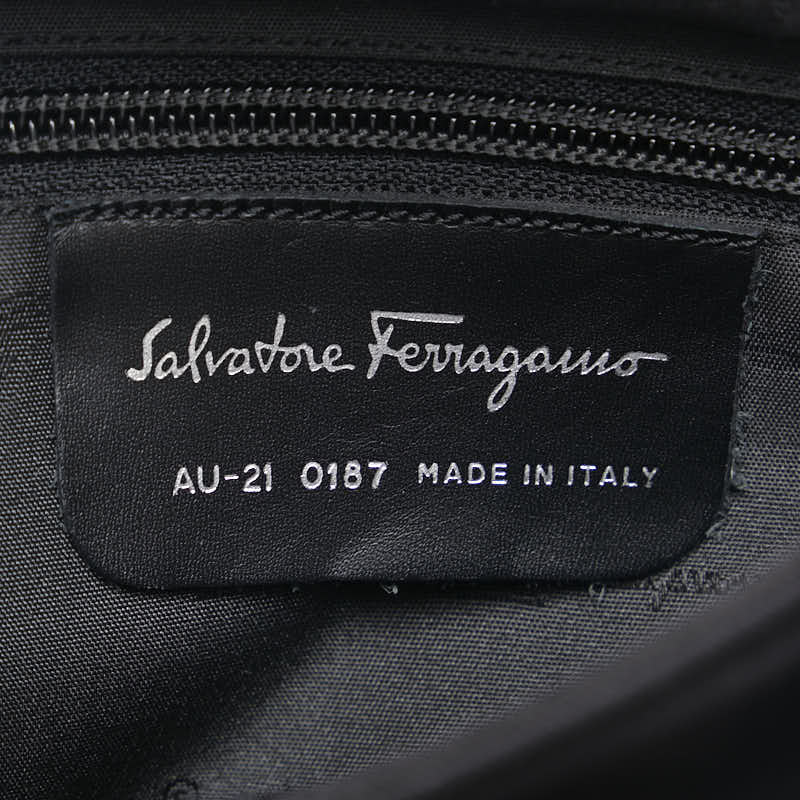 Salvatore Ferragamo
AU-21 0187 MADE IN ITALY